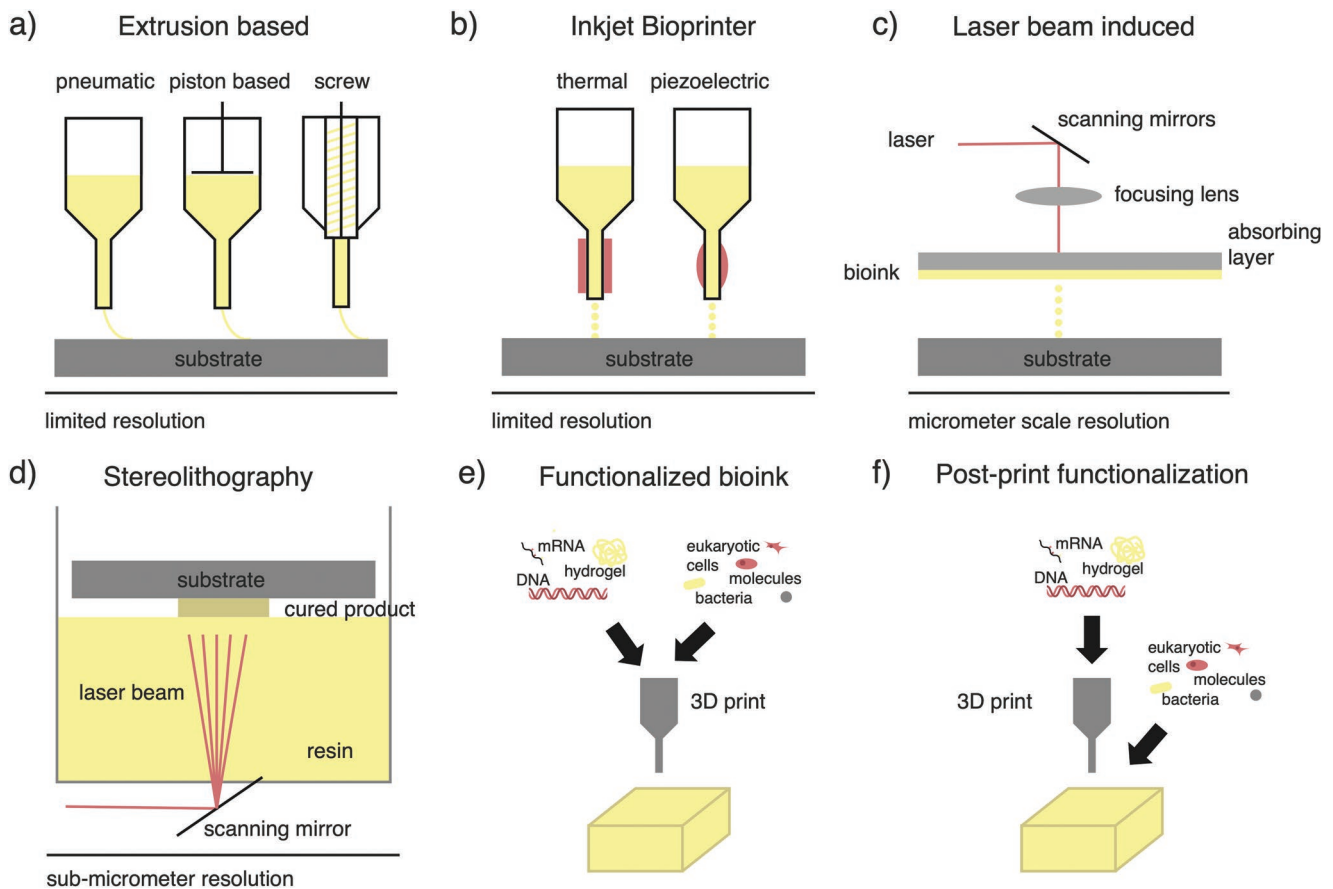 a) Extrusion based
pneumatic piston based screw
substrate
limited resolution
b) Inkjet Bioprinter
thermal piezoelectric
substrate
limited resolution
c) Laser beam induced
scanning mirrors
laser
focusing lens
absorbing
layer
bioink
substrate
micrometer scale resolution
d) Stereolithography
substrate
cured product
laser beam
resin
scanning mirror
sub-micrometer resolution
e) Functionalized bioink
mRNA
hydrogel
DNA
eukaryotic
cells
molecules
bacteria
3D print
f) Post-print functionalization
mRNA
hydrogel
DNA
eukaryotic
cells
molecules
bacteria
3D print